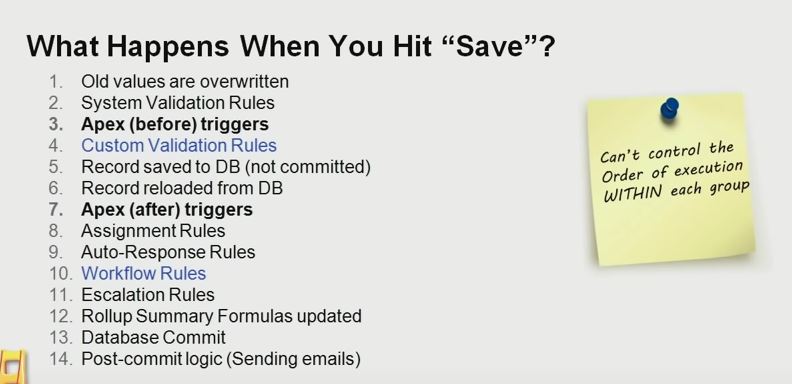 What Happens When You Hit “Save”?
1. Old values are overwritten
2. System Validation Rules
3. Apex (before) triggers
4. Custom Validation Rules
5. Record saved to DB (not committed)
6. Record reloaded from DB
7. Apex (after) triggers
8. Assignment Rules
9. Auto-Response Rules
10. Workflow Rules
11. Escalation Rules
12. Rollup Summary Formulas updated
13. Database Commit
14. Post-commit logic (Sending emails)
Can't control the
Order of execution
WITHIN each group